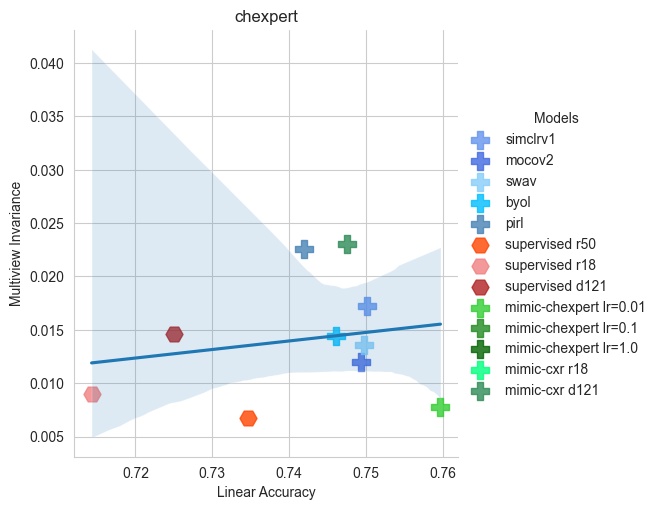 chexpert
Multiview Invariance
0.040
0.035
0.030
0.025
0.020
0.015
0.010
0.005
0.72 0.73 0.74 0.75 0.76
Linear Accuracy
Models
simclrv1
mocov2
swav
byol
pirl
supervised r50
supervised r18
supervised d121
mimic-chexpert lr=0.01
mimic-chexpert lr=0.1
mimic-chexpert lr=1.0
mimic-cxr r18
mimic-cxr d121